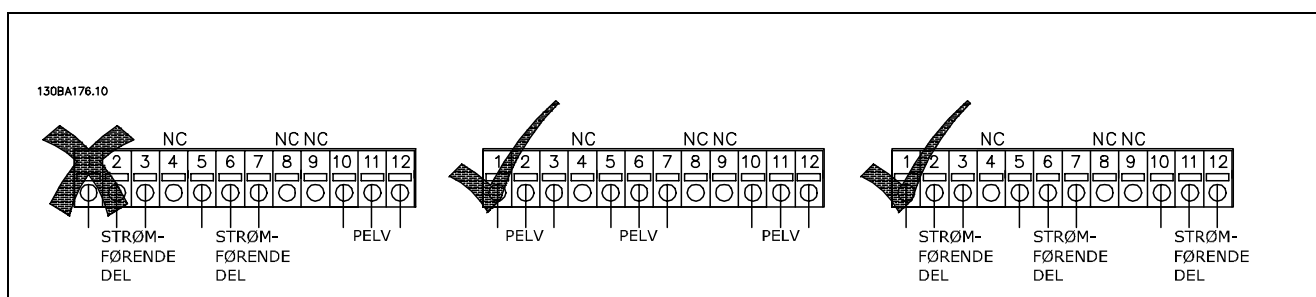 130BA176.10
NC NC NC
2 3 4 5 6 7 8 9 10 11 12
STRØM-
FØRENDE
DEL
STRØM-
FØRENDE
DEL
PELV
NC NC NC
1 2 3 4 5 6 7 8 9 10 11 12
PELV
PELV
PELV
NC NC NC
1 2 3 4 5 6 7 8 9 10 11 12
STRØM-
FØRENDE
DEL
STRØM-
FØRENDE
DEL
STRØM-
FØRENDE
DEL